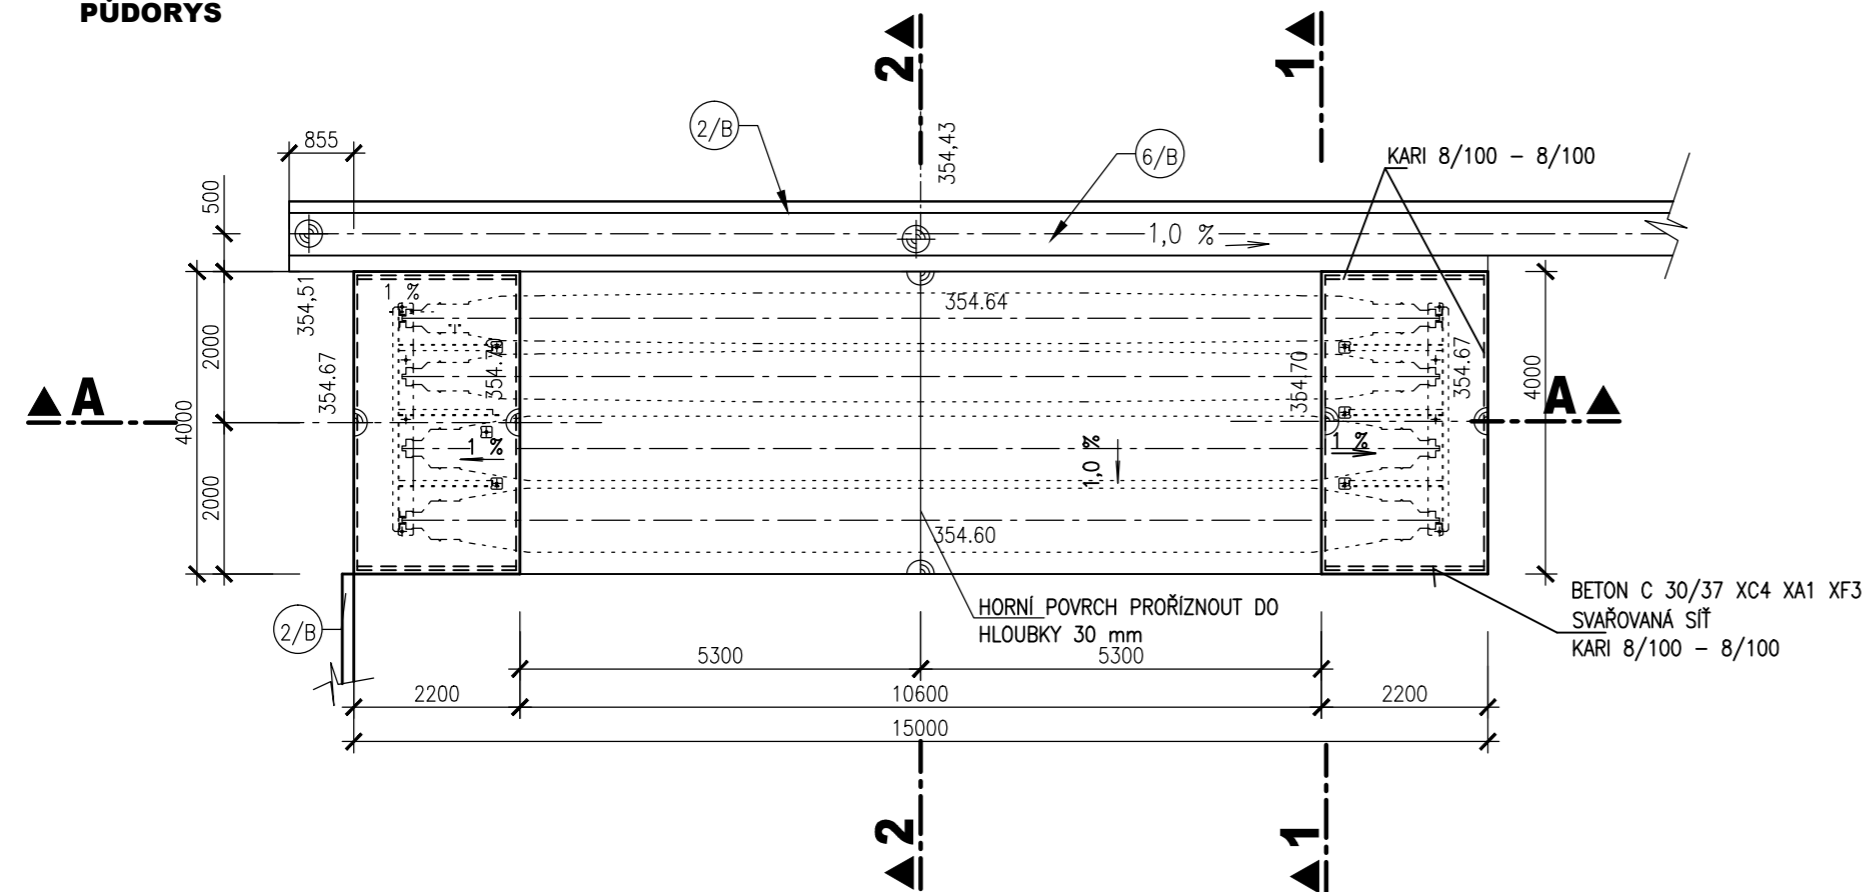 PŮDORYS
2
1
855
2/B
354,43
6/B
KARI 8/100 – 8/100
500
1,0 %
354,51
1 %
354.64
2000
354.67
354.70
354.67
4000
4000
A
A
1 %
1,0 %
1 %
2000
354.60
HORNÍ POVRCH PROŘÍZNOUT DO
HLOUBKY 30 mm
BETON C 30/37 XC4 XA1 XF3
SVAŘOVANÁ SÍŤ
KARI 8/100 – 8/100
2/B
5300
5300
2200
10600
2200
15000
2
1